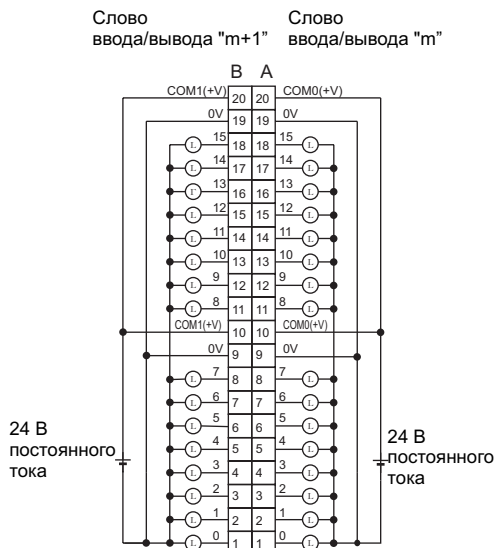 Слово ввода/вывода "m+1” Слово ввода/вывода "m”
B A
COM1(+V) 20 20 COM0(+V)
0V 19 19 0V
L 15 18 18 15 L
L 14 17 17 14 L
L 13 16 16 13 L
L 12 15 15 12 L
L 11 14 14 11 L
L 10 13 13 10 L
L 9 12 12 9 L
L 8 11 11 8 L
COM1(+V) 10 10 COM0(+V)
0V 9 9 0V
L 7 8 8 7 L
L 6 7 7 6 L
L 5 6 6 5 L
L 4 5 5 4 L
L 3 4 4 3 L
L 2 3 3 2 L
L 1 2 2 1 L
L 0 1 1 0 L
24 В
постоянного
тока
24 В
постоянного
тока